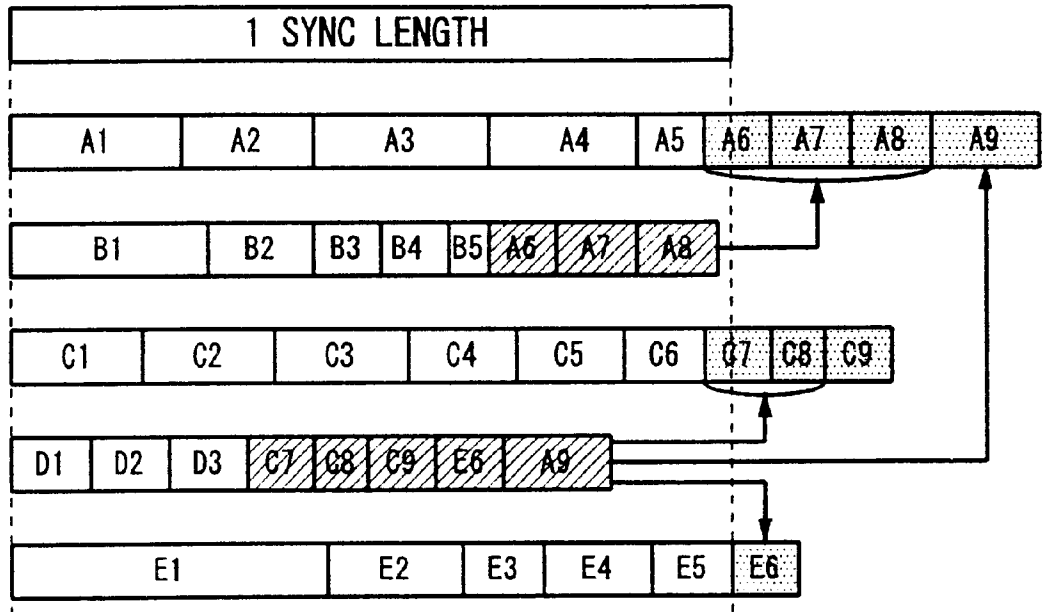 1 SYNC LENGTH
A1 A2 A3 A4 A5 A6 A7 A8 A9
B1 B2 B3 B4 B5 A6 A7 A8
C1 C2 C3 C4 C5 C6 C7 C8 C9
D1 D2 D3 C7 C8 C9 E6 A9
E1 E2 E3 E4 E5 E6